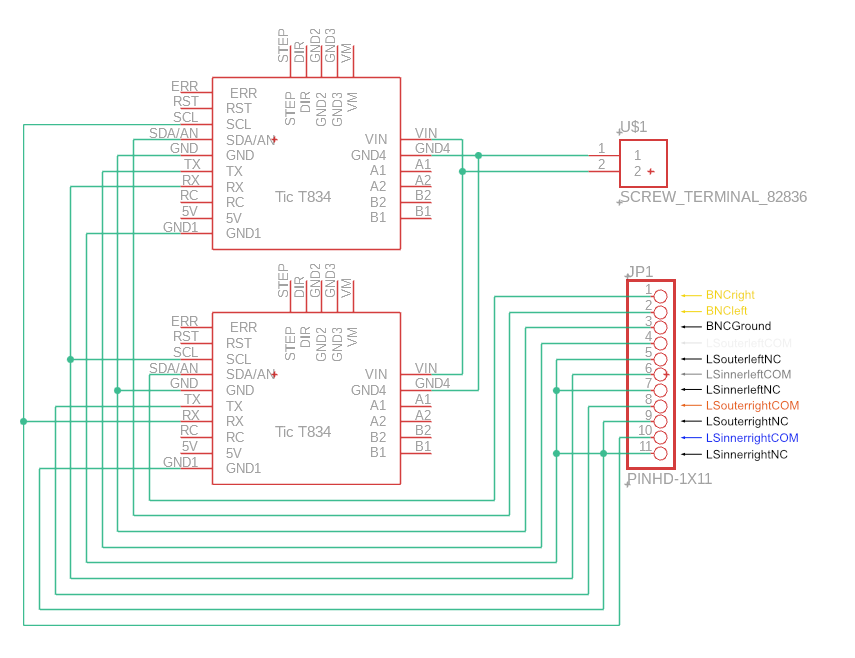 STEP DIR GND2 GND3 VM
ERR ERR STEP DIR GND2 GND3 VM
RST RST
SCL SCL
SDA/AN SDA/AN VIN VIN
GND GND GND4 GND4
TX TX A1 A1
RX RX A2 A2
RC RC Tic T834 B2 B2
5V 5V B1 B1
GND1 GND1
U$1
1 1
2 2
SCREW_TERMINAL_82836
STEP DIR GND2 GND3 VM
ERR ERR STEP DIR GND2 GND3 VM
RST RST
SCL SCL
SDA/AN SDA/AN VIN VIN
GND GND GND4 GND4
TX TX A1 A1
RX RX A2 A2
RC RC Tic T834 B2 B2
5V 5V B1 B1
GND1 GND1
JP1
1 BNCright
2 BNCleft
3 BNCGround
4 LSouterleftCOM
5 LSouterleftNC
6 LSinnerleftCOM
7 LSinnerleftNC
8 LSouterrightCOM
9 LSouterrightNC
10 LSinnerrightCOM
11 LSinnerrightNC
PINHD-1X11